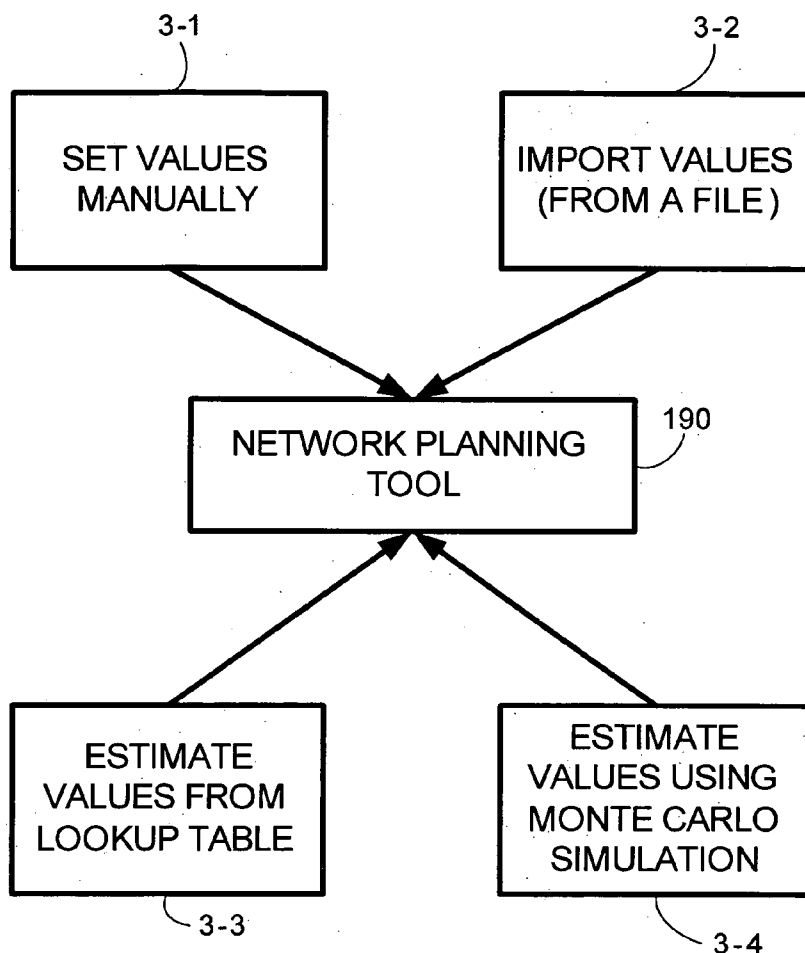 3-1
3-2
SET VALUES
MANUALLY
IMPORT VALUES
(FROM A FILE)
190
NETWORK PLANNING
TOOL
ESTIMATE
VALUES FROM
LOOKUP TABLE
ESTIMATE
VALUES USING
MONTE CARLO
SIMULATION
3-3
3-4